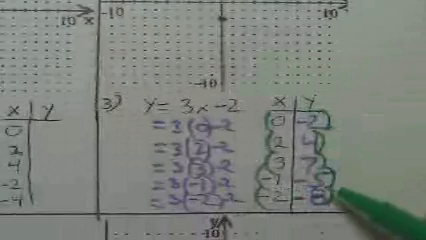 10 x -10 10
-10
3) y = 3x - 2 x y
x y = 3(0)-2 0 -2
0 = 3(2)-2 2 4
2 = 3(3)-2 3 7
4 = 3(-1)-2 -1 -5
-2 = 3(-2)-2 -2 -8
-4
10